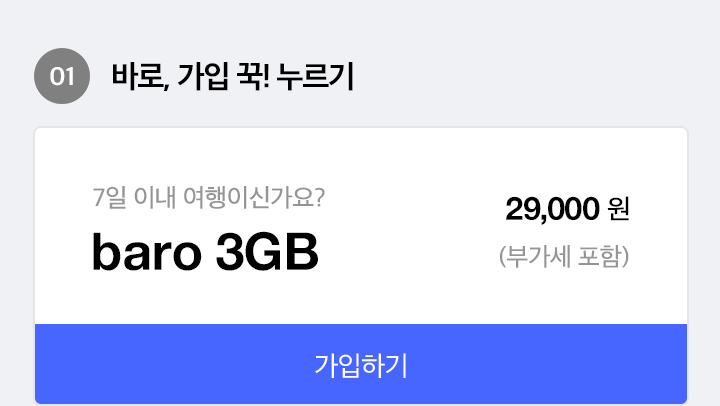 01 바로, 가입 꾹! 누르기
7일 이내 여행이신가요?
baro 3GB
29,000 원
(부가세 포함)
가입하기